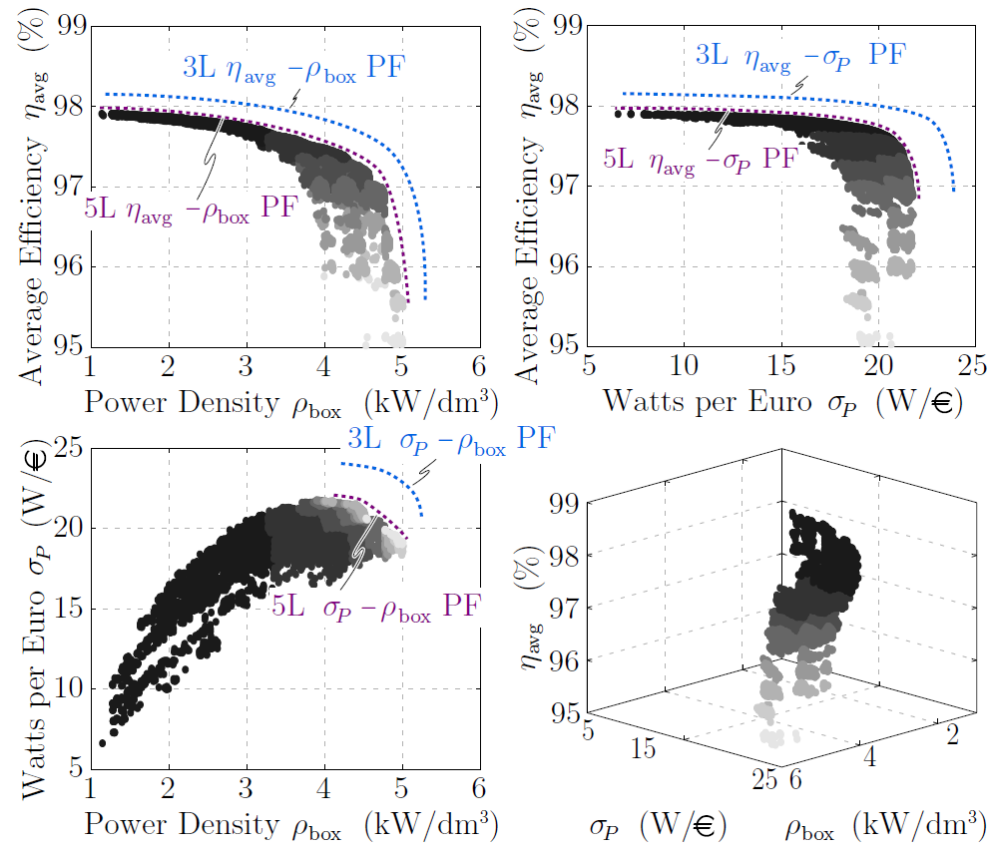 Average Efficiency η_avg (%)
99
98
97
96
95
3L η_avg – ρ_box PF
5L η_avg – ρ_box PF
1 2 3 4 5 6
Power Density ρ_box (kW/dm³)
Average Efficiency η_avg (%)
99
98
97
96
95
3L η_avg – σ_P PF
5L η_avg – σ_P PF
5 10 15 20 25
Watts per Euro σ_P (W/€)
Watts per Euro σ_P (W/€)
25
20
15
10
5
3L σ_P – ρ_box PF
5L σ_P – ρ_box PF
1 2 3 4 5 6
Power Density ρ_box (kW/dm³)
η_avg (%)
99
98
97
96
95
5 15 25
6 4 2
σ_P (W/€)
ρ_box (kW/dm³)